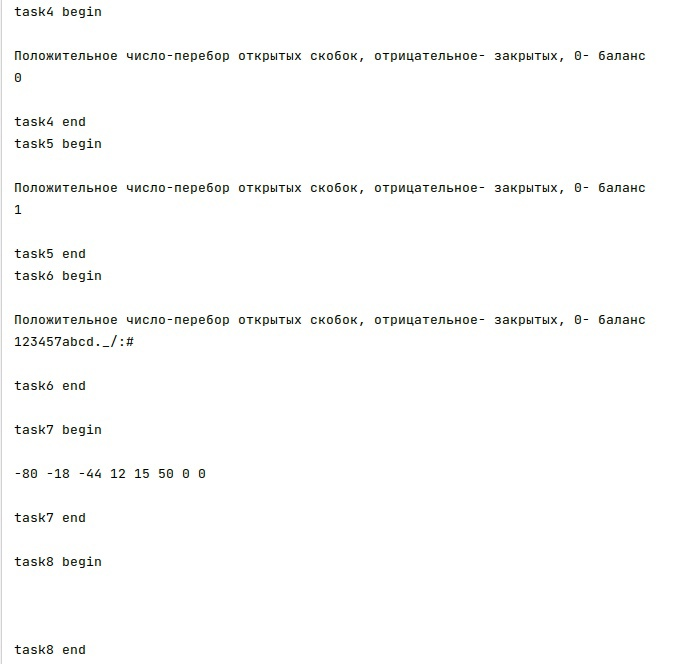 task4 begin
Положительное число-перебор открытых скобок, отрицательное- закрытых, 0- баланс
0
task4 end
task5 begin
Положительное число-перебор открытых скобок, отрицательное- закрытых, 0- баланс
1
task5 end
task6 begin
Положительное число-перебор открытых скобок, отрицательное- закрытых, 0- баланс
123457abcd._/:#
task6 end
task7 begin
-80 -18 -44 12 15 50 0 0
task7 end
task8 begin
task8 end